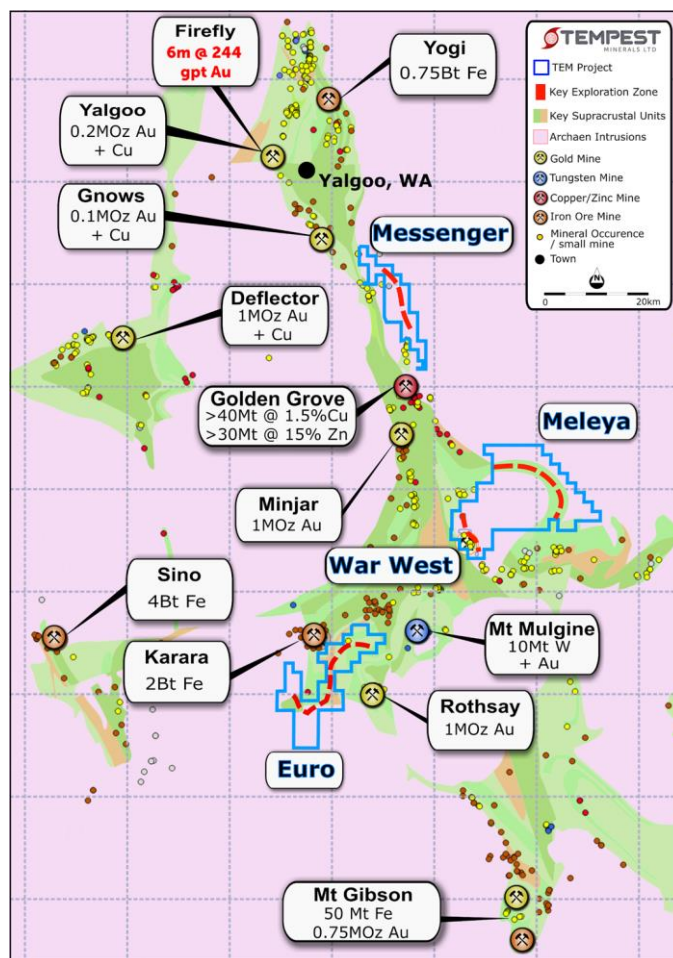 Firefly
6m @ 244
gpt Au
Yogi
0.75Bt Fe
Yalgoo
0.2MOz Au
+ Cu
Yalgoo, WA
Gnows
0.1MOz Au
+ Cu
Messenger
Deflector
1MOz Au
+ Cu
Golden Grove
>40Mt @ 1.5%Cu
>30Mt @ 15% Zn
Meleya
Minjar
1MOz Au
War West
Sino
4Bt Fe
Karara
2Bt Fe
Mt Mulgine
10Mt W
+ Au
Rothsay
1MOz Au
Euro
Mt Gibson
50 Mt Fe
0.75MOz Au
TEMPEST
MINERALS LTD
TEM Project
Key Exploration Zone
Key Supracrustal Units
Archaen Intrusions
Gold Mine
Tungsten Mine
Copper/Zinc Mine
Iron Ore Mine
Mineral Occurence
/ small mine
Town
N
0 20km